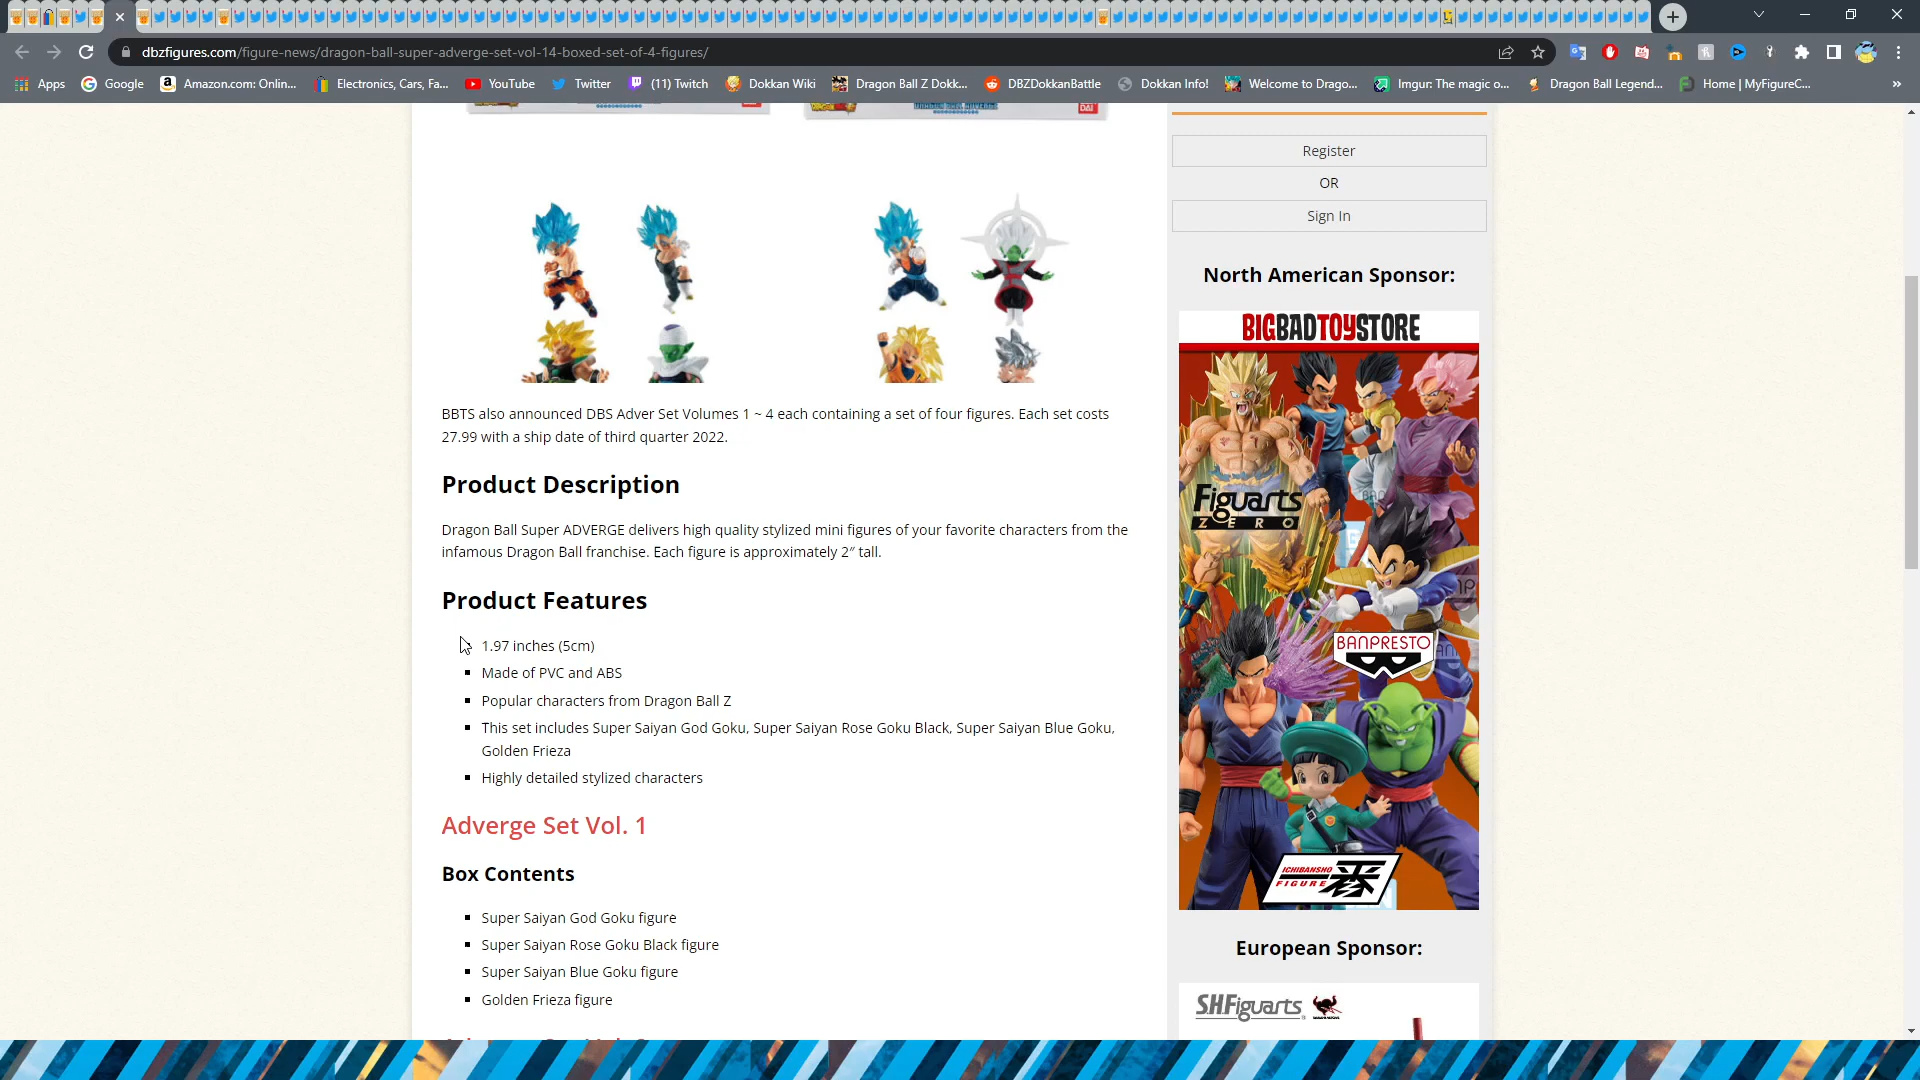 dbzfigures.com/figure-news/dragon-ball-super-adverge-set-vol-14-boxed-set-of-4-figures/
Apps
Google
Amazon.com: Onlin...
Electronics, Cars, Fa...
YouTube
Twitter
(11) Twitch
Dokkan Wiki
Dragon Ball Z Dokk...
DBZDokkanBattle
Dokkan Info!
Welcome to Drago...
Imgur: The magic o...
Dragon Ball Legend...
Home | MyFigureC...
»
Register
OR
Sign In
North American Sponsor:
BIGBADTOYSTORE
Figuarts
ZERO
BANPRESTO
ICHIBANSHO
FIGURE
European Sponsor:
S.H.Figuarts
BBTS also announced DBS Adver Set Volumes 1 ~ 4 each containing a set of four figures. Each set costs
27.99 with a ship date of third quarter 2022.
Product Description
Dragon Ball Super ADVERGE delivers high quality stylized mini figures of your favorite characters from the
infamous Dragon Ball franchise. Each figure is approximately 2″ tall.
Product Features
1.97 inches (5cm)
Made of PVC and ABS
Popular characters from Dragon Ball Z
This set includes Super Saiyan God Goku, Super Saiyan Rose Goku Black, Super Saiyan Blue Goku,
Golden Frieza
Highly detailed stylized characters
Adverge Set Vol. 1
Box Contents
Super Saiyan God Goku figure
Super Saiyan Rose Goku Black figure
Super Saiyan Blue Goku figure
Golden Frieza figure